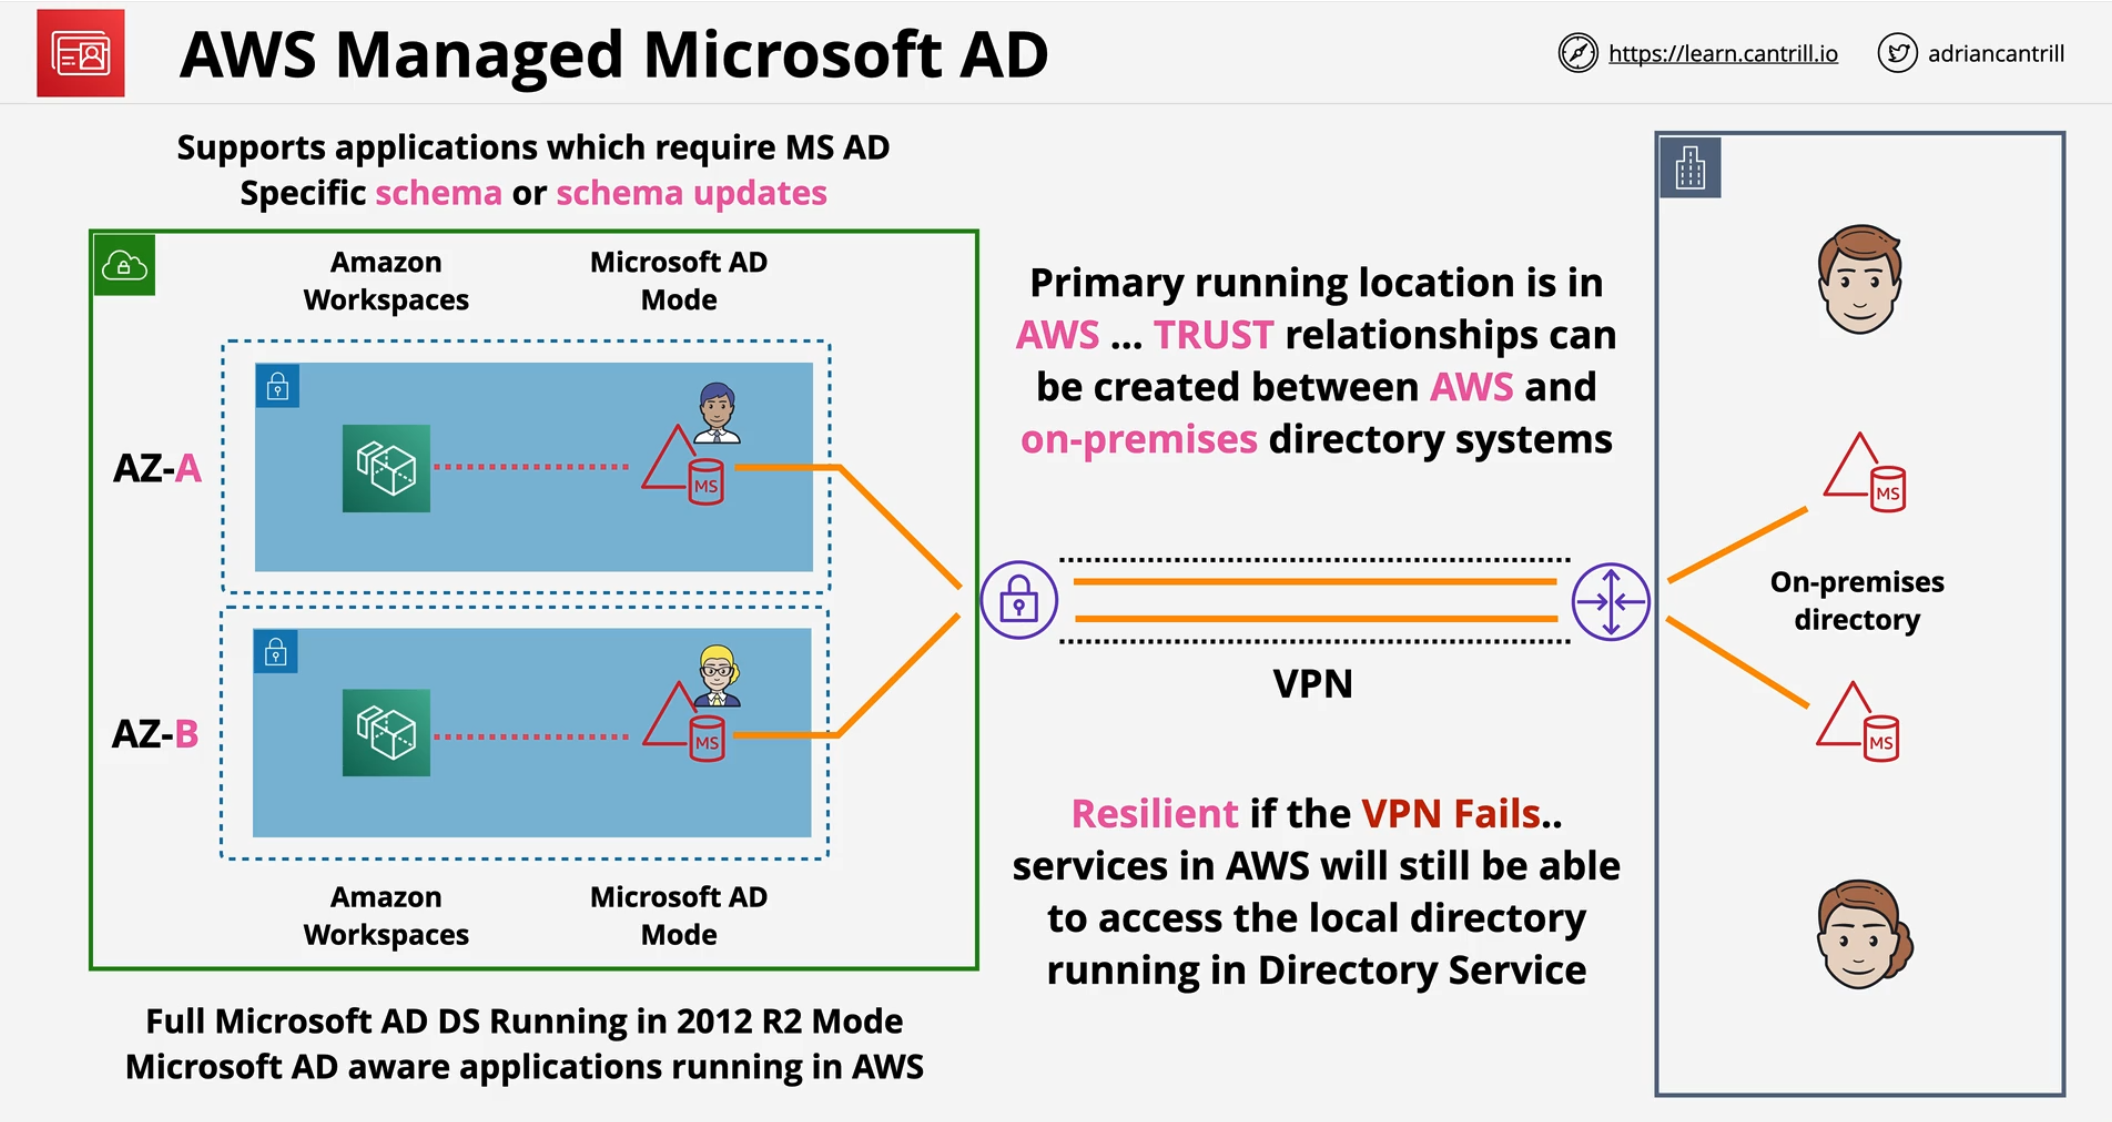 AWS Managed Microsoft AD
https://learn.cantrill.io
adriancantrill
Supports applications which require MS AD
Specific schema or schema updates
Amazon
Workspaces
Microsoft AD
Mode
AZ-A
MS
AZ-B
MS
Amazon
Workspaces
Microsoft AD
Mode
Full Microsoft AD DS Running in 2012 R2 Mode
Microsoft AD aware applications running in AWS
Primary running location is in
AWS ... TRUST relationships can
be created between AWS and
on-premises directory systems
VPN
Resilient if the VPN Fails..
services in AWS will still be able
to access the local directory
running in Directory Service
MS
On-premises
directory
MS